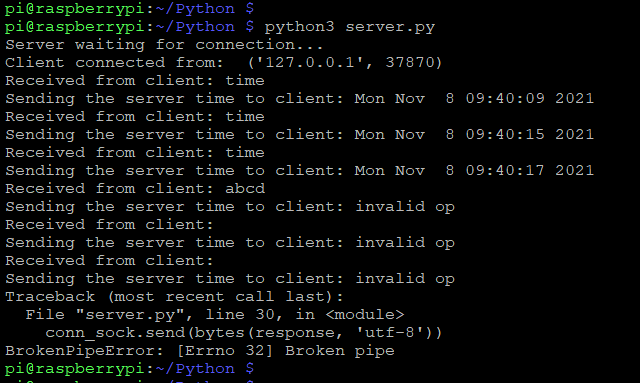 pi@raspberrypi:~/Python $
pi@raspberrypi:~/Python $ python3 server.py
Server waiting for connection...
Client connected from:  ('127.0.0.1', 37870)
Received from client: time
Sending the server time to client: Mon Nov  8 09:40:09 2021
Received from client: time
Sending the server time to client: Mon Nov  8 09:40:15 2021
Received from client: time
Sending the server time to client: Mon Nov  8 09:40:17 2021
Received from client: abcd
Sending the server time to client: invalid op
Received from client:
Sending the server time to client: invalid op
Received from client:
Sending the server time to client: invalid op
Traceback (most recent call last):
  File "server.py", line 30, in <module>
    conn_sock.send(bytes(response, 'utf-8'))
BrokenPipeError: [Errno 32] Broken pipe
pi@raspberrypi:~/Python $